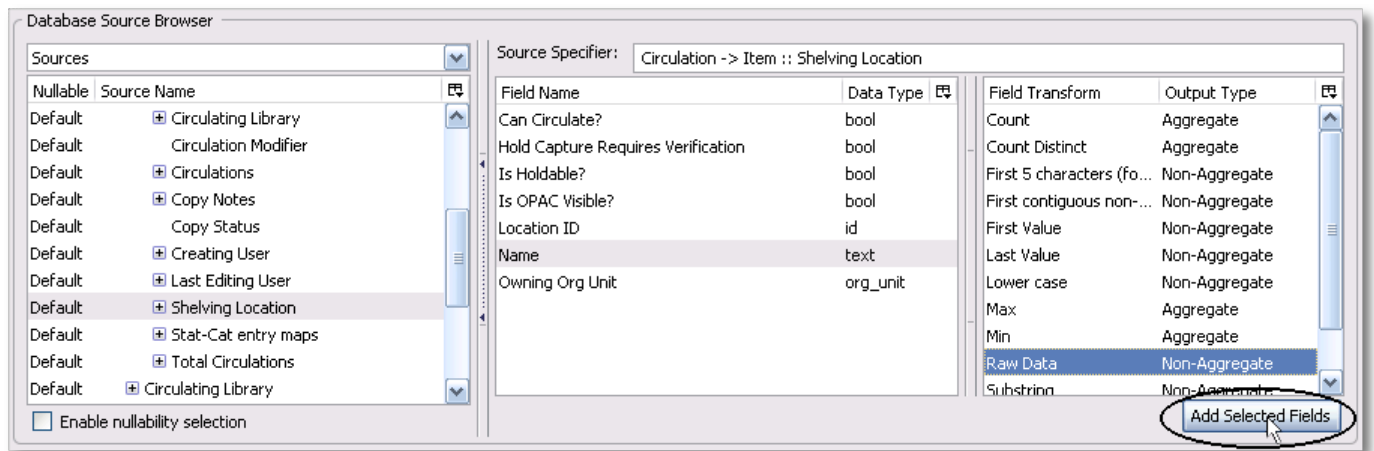 Database Source Browser
Sources
Nullable Source Name
Default Circulating Library
Default Circulation Modifier
Default Circulations
Default Copy Notes
Default Copy Status
Default Creating User
Default Last Editing User
Default Shelving Location
Default Stat-Cat entry maps
Default Total Circulations
Default Circulating Library
Enable nullability selection
Source Specifier: Circulation -> Item :: Shelving Location
Field Name Data Type
Can Circulate? bool
Hold Capture Requires Verification bool
Is Holdable? bool
Is OPAC Visible? bool
Location ID id
Name text
Owning Org Unit org_unit
Field Transform Output Type
Count Aggregate
Count Distinct Aggregate
First 5 characters (fo... Non-Aggregate
First contiguous non-... Non-Aggregate
First Value Non-Aggregate
Last Value Non-Aggregate
Lower case Non-Aggregate
Max Aggregate
Min Aggregate
Raw Data Non-Aggregate
Substring Non-Aggregate
Add Selected Fields